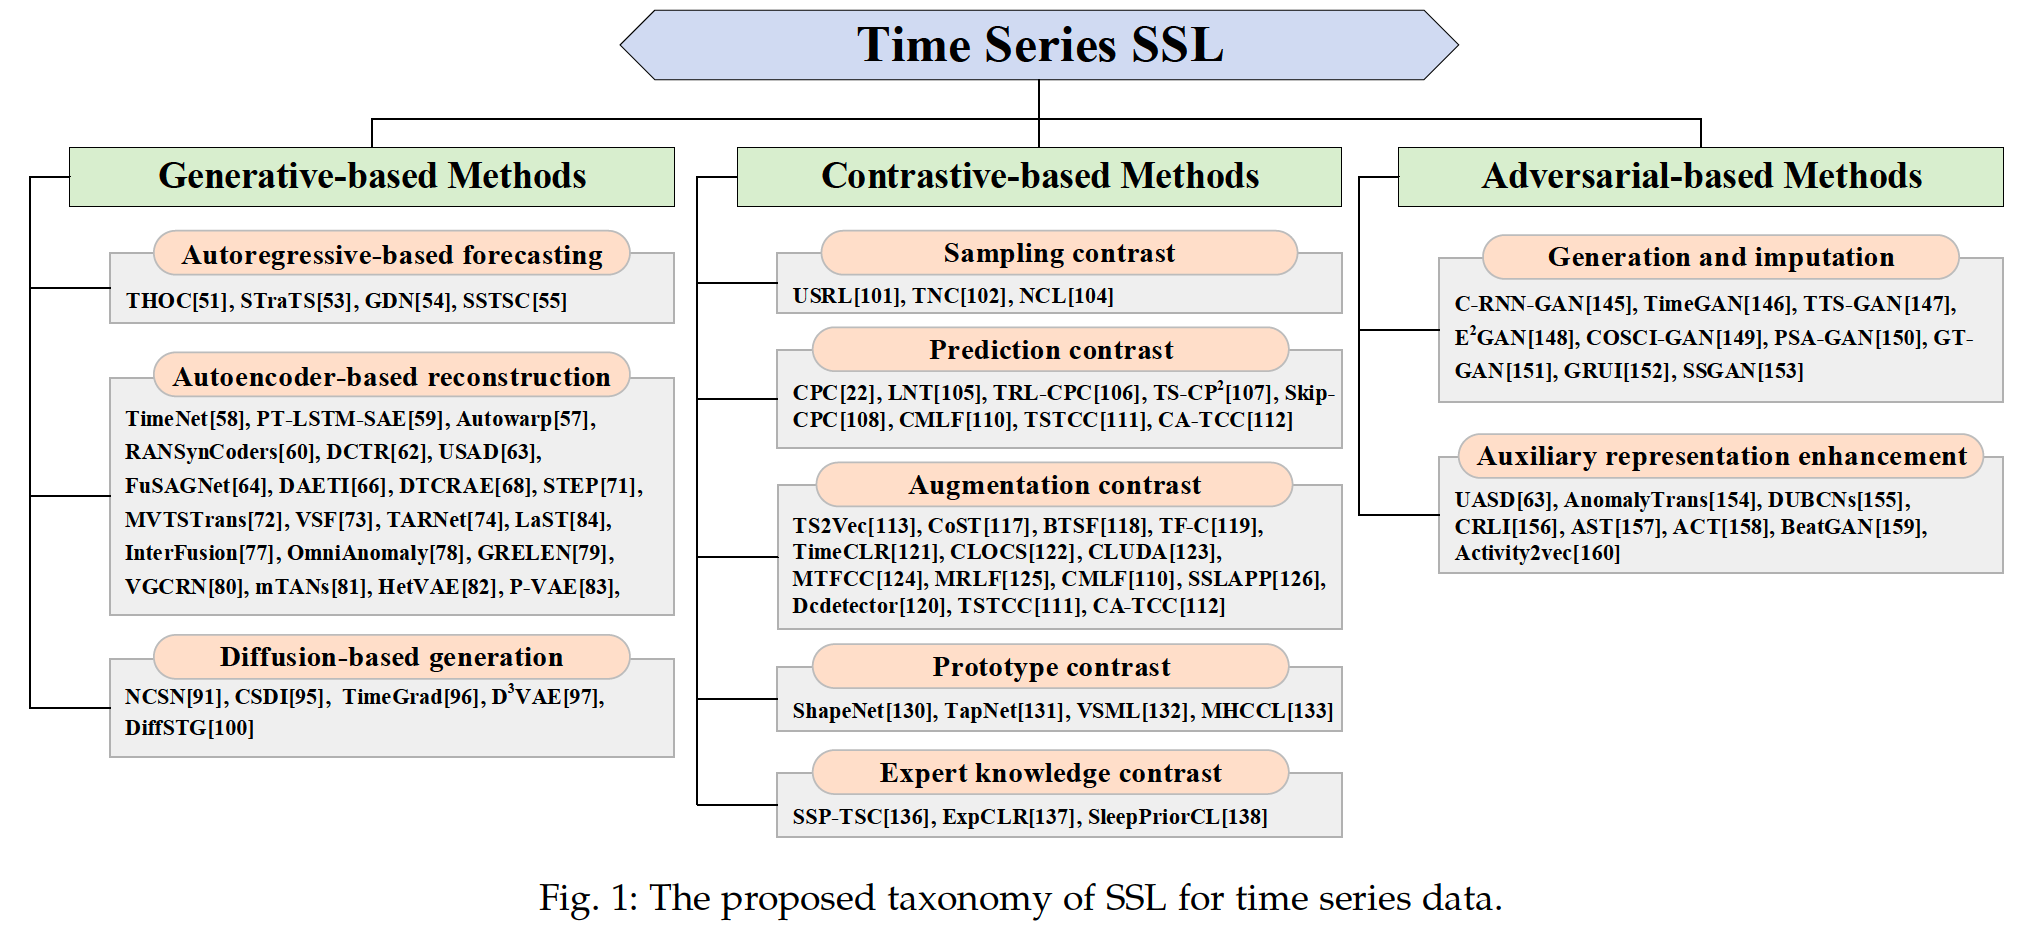 Time Series SSL
Generative-based Methods
Autoregressive-based forecasting
THOC[51], STraTS[53], GDN[54], SSTSC[55]
Autoencoder-based reconstruction
TimeNet[58], PT-LSTM-SAE[59], Autowarp[57],
RANSynCoders[60], DCTR[62], USAD[63],
FuSAGNet[64], DAETI[66], DTCRAE[68], STEP[71],
MVTSTrans[72], VSF[73], TARNet[74], LaST[84],
InterFusion[77], OmniAnomaly[78], GRELEN[79],
VGCRN[80], mTANs[81], HetVAE[82], P-VAE[83],
Diffusion-based generation
NCSN[91], CSDI[95], TimeGrad[96], D³VAE[97],
DiffSTG[100]
Contrastive-based Methods
Sampling contrast
USRL[101], TNC[102], NCL[104]
Prediction contrast
CPC[22], LNT[105], TRL-CPC[106], TS-CP²[107], Skip-
CPC[108], CMLF[110], TSTCC[111], CA-TCC[112]
Augmentation contrast
TS2Vec[113], CoST[117], BTSF[118], TF-C[119],
TimeCLR[121], CLOCS[122], CLUDA[123],
MTFCC[124], MRLF[125], CMLF[110], SSLAPP[126],
Dcdetector[120], TSTCC[111], CA-TCC[112]
Prototype contrast
ShapeNet[130], TapNet[131], VSML[132], MHCCL[133]
Expert knowledge contrast
SSP-TSC[136], ExpCLR[137], SleepPriorCL[138]
Adversarial-based Methods
Generation and imputation
C-RNN-GAN[145], TimeGAN[146], TTS-GAN[147],
E²GAN[148], COSCI-GAN[149], PSA-GAN[150], GT-
GAN[151], GRUI[152], SSGAN[153]
Auxiliary representation enhancement
UASD[63], AnomalyTrans[154], DUBCNs[155],
CRLI[156], AST[157], ACT[158], BeatGAN[159],
Activity2vec[160]
Fig. 1: The proposed taxonomy of SSL for time series data.